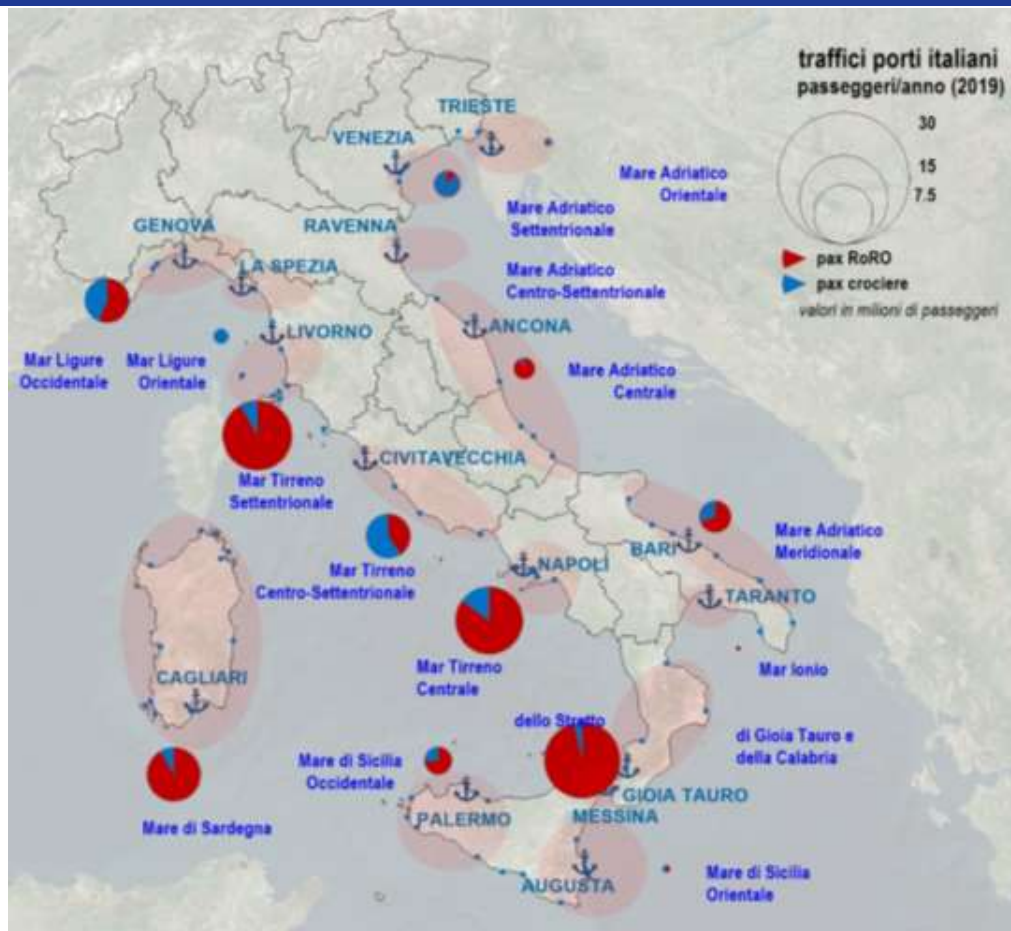 traffici porti italiani
passeggeri/anno (2019)
30
15
7.5
pax RoRO
pax crociere
valori in milioni di passeggeri
TRIESTE
VENEZIA
Mare Adriatico
Orientale
Mare Adriatico
Settentrionale
GENOVA
RAVENNA
LA SPEZIA
Mare Adriatico
Centro-Settentrionale
LIVORNO
ANCONA
Mar Ligure
Occidentale
Mar Ligure
Orientale
Mare Adriatico
Centrale
CIVITAVECCHIA
Mar Tirreno
Settentrionale
BARI
Mare Adriatico
Meridionale
Mar Tirreno
Centro-Settentrionale
NAPOLI
TARANTO
Mar Tirreno
Centrale
Mar Ionio
CAGLIARI
dello Stretto
di Gioia Tauro e
della Calabria
Mare di Sicilia
Occidentale
GIOIA TAURO
MESSINA
PALERMO
Mare di Sardegna
AUGUSTA
Mare di Sicilia
Orientale